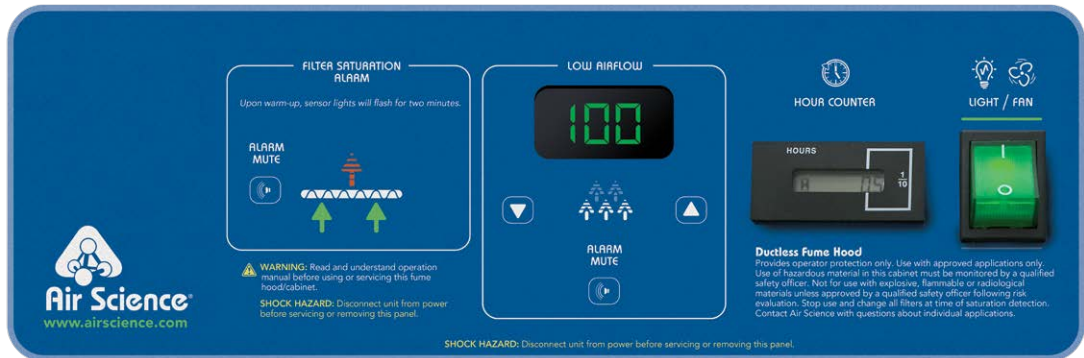 FILTER SATURATION
ALARM
Upon warm-up, sensor lights will flash for two minutes.
ALARM
MUTE
WARNING: Read and understand operation
manual before using or servicing this fume
hood/cabinet.
SHOCK HAZARD: Disconnect unit from power
before servicing or removing this panel.
Air Science®
www.airscience.com
LOW AIRFLOW
100
ALARM
MUTE
HOUR COUNTER
HOURS
1
10
LIGHT / FAN
Ductless Fume Hood
Provides operator protection only. Use with approved applications only.
Use of hazardous material in this cabinet must be monitored by a qualified
safety officer. Not for use with explosive, flammable or radiological
materials unless approved by a qualified safety officer following risk
evaluation. Stop use and change all filters at time of saturation detection.
Contact Air Science with questions about individual applications.
SHOCK HAZARD: Disconnect unit from power before servicing or removing this panel.